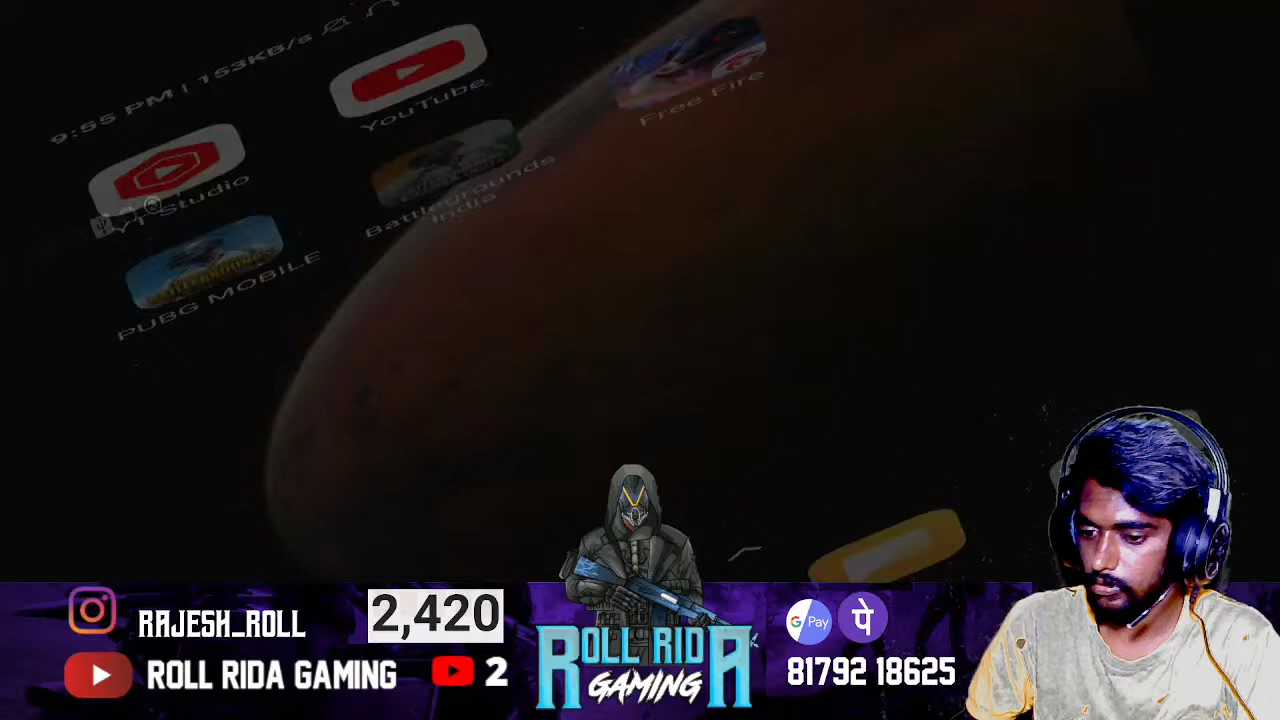 9:55 PM | 153KB/s
YouTube
Free Fire
YT Studio
Battlegrounds
India
PUBG MOBILE
RAJESH_ROLL
2,420
ROLL RIDA GAMING
2
ROLL RIDA
GAMING
G Pay
पे
81792 18625